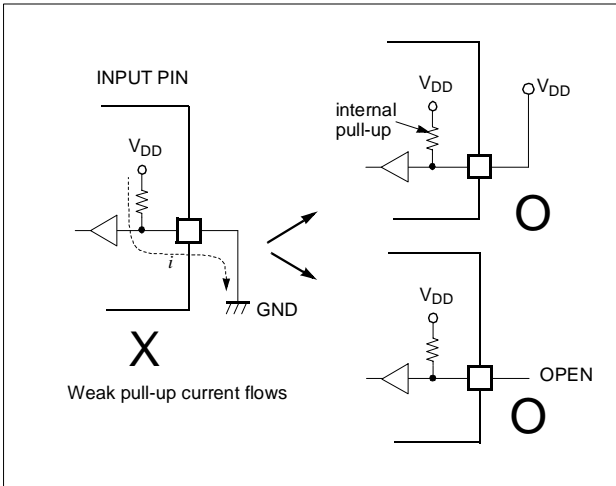 INPUT PIN
VDD
i
GND
X
Weak pull-up current flows
VDD
internal
pull-up
VDD
O
VDD
OPEN
O